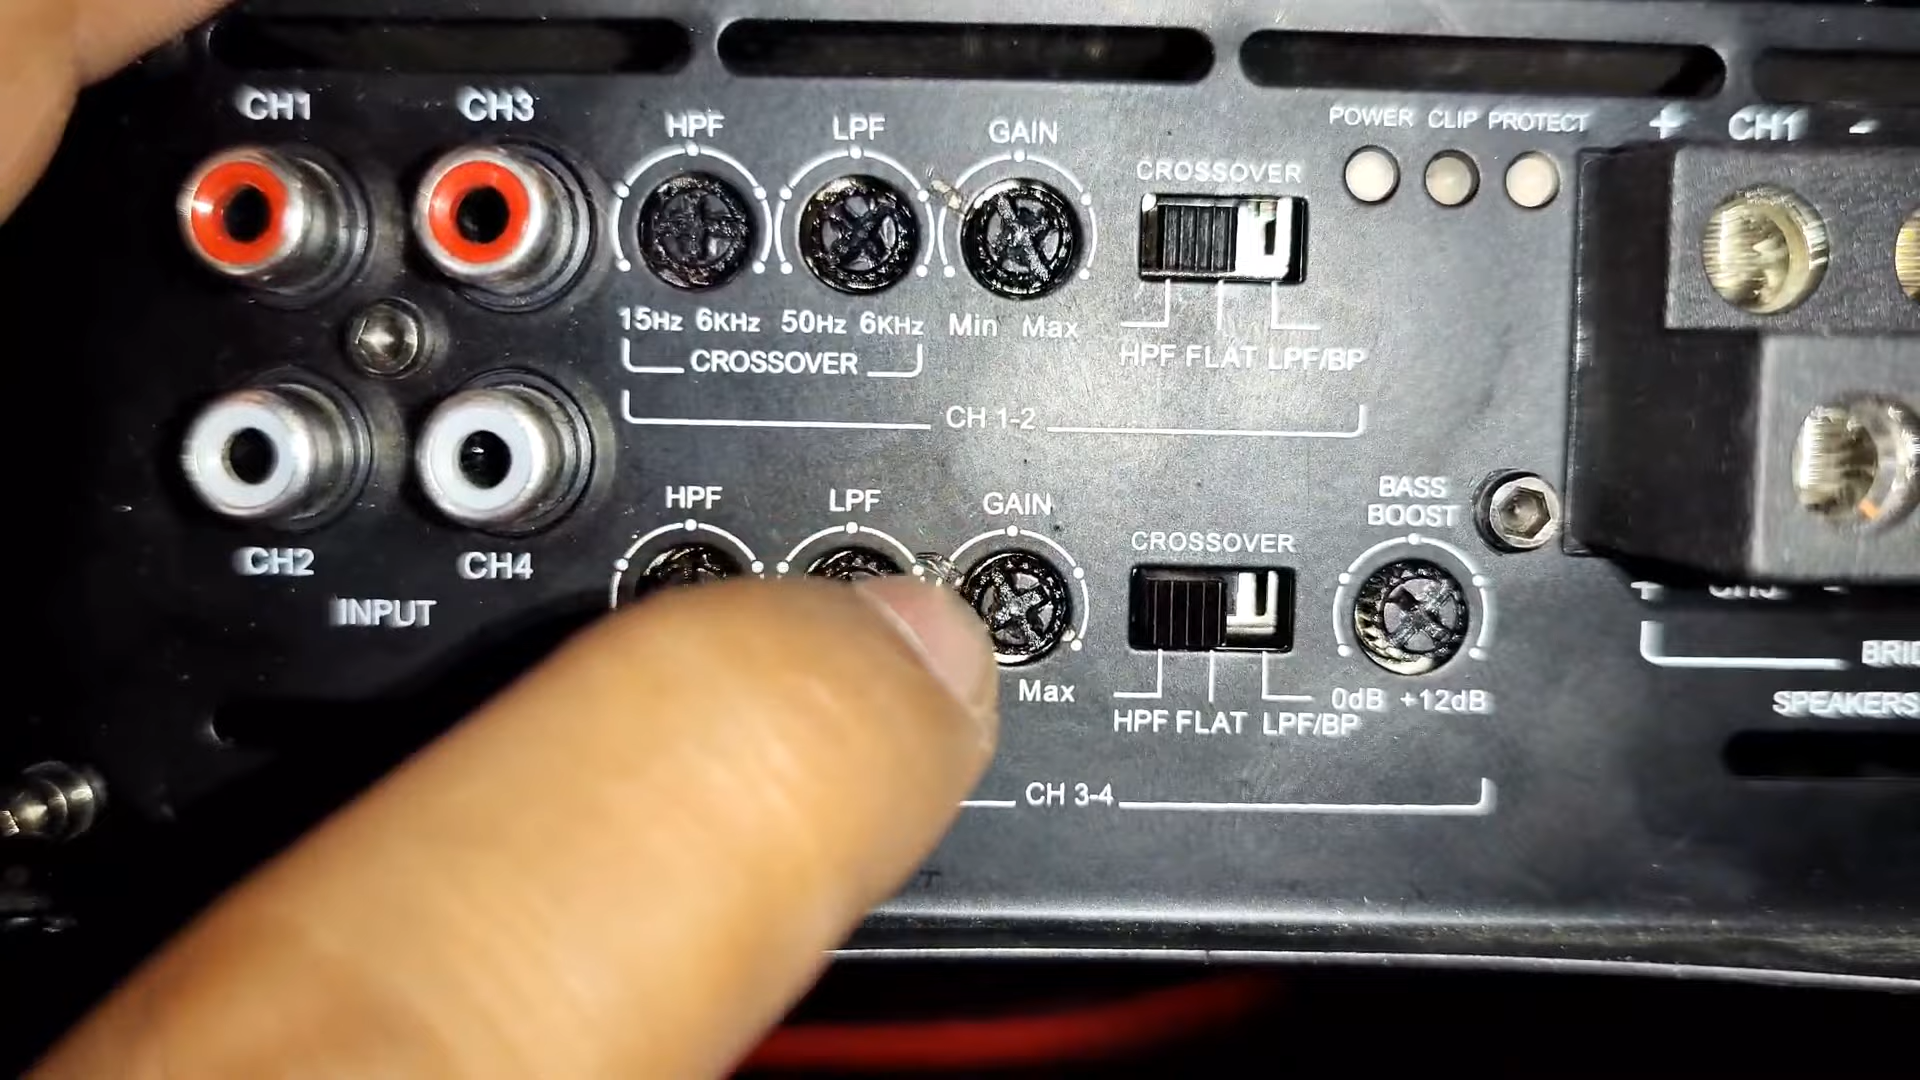 CH1
CH3
HPF
LPF
GAIN
CROSSOVER
POWER CLIP PROTECT
+ CH1 -
15Hz 6KHz 50Hz 6KHz Min Max
HPF FLAT LPF/BP
CROSSOVER
CH 1-2
CH2
CH4
INPUT
HPF
LPF
GAIN
CROSSOVER
BASS
BOOST
Max
HPF FLAT LPF/BP
0dB +12dB
CH 3-4
SPEAKERS